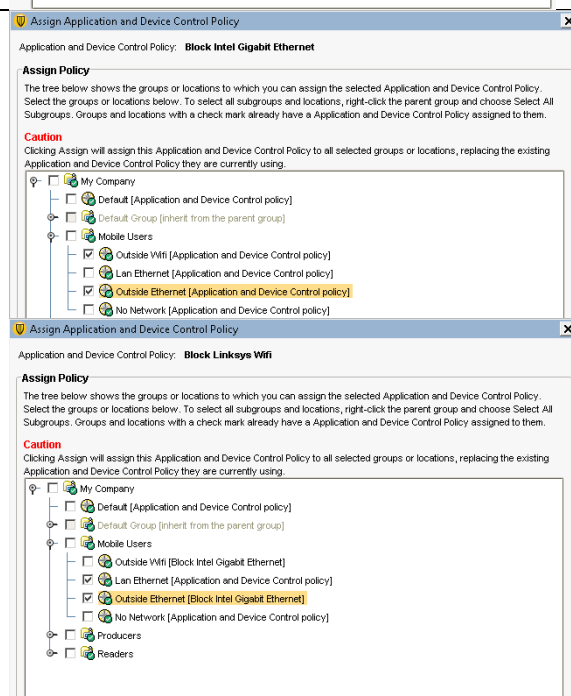 Assign Application and Device Control Policy
Application and Device Control Policy: Block Intel Gigabit Ethernet
Assign Policy
The tree below shows the groups or locations to which you can assign the selected Application and Device Control Policy.
Select the groups or locations below. To select all subgroups and locations, right-click the parent group and choose Select All
Subgroups. Groups and locations with a check mark already have a Application and Device Control Policy assigned to them.
Caution
Clicking Assign will assign this Application and Device Control Policy to all selected groups or locations, replacing the existing
Application and Device Control Policy they are currently using.
My Company
Default [Application and Device Control policy]
Default Group [inherit from the parent group]
Mobile Users
Outside Wifi [Application and Device Control policy]
Lan Ethernet [Application and Device Control policy]
Outside Ethernet [Application and Device Control policy]
No Network [Application and Device Control policy]
Assign Application and Device Control Policy
Application and Device Control Policy: Block Linksys Wifi
Assign Policy
The tree below shows the groups or locations to which you can assign the selected Application and Device Control Policy.
Select the groups or locations below. To select all subgroups and locations, right-click the parent group and choose Select All
Subgroups. Groups and locations with a check mark already have a Application and Device Control Policy assigned to them.
Caution
Clicking Assign will assign this Application and Device Control Policy to all selected groups or locations, replacing the existing
Application and Device Control Policy they are currently using.
My Company
Default [Application and Device Control policy]
Default Group [inherit from the parent group]
Mobile Users
Outside Wifi [Block Intel Gigabit Ethernet]
Lan Ethernet [Application and Device Control policy]
Outside Ethernet [Block Intel Gigabit Ethernet]
No Network [Application and Device Control policy]
Producers
Readers